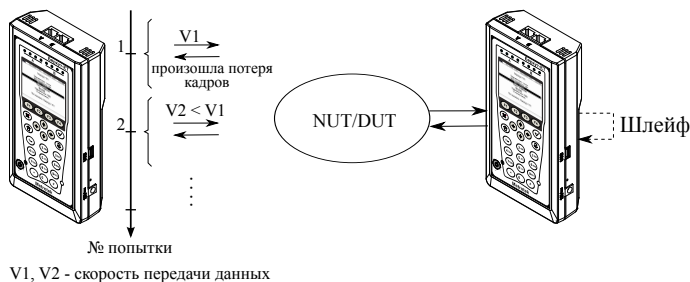 1
V1
произошла потеря
кадров
V2 < V1
2
NUT/DUT
Шлейф
№ попытки
V1, V2 - скорость передачи данных